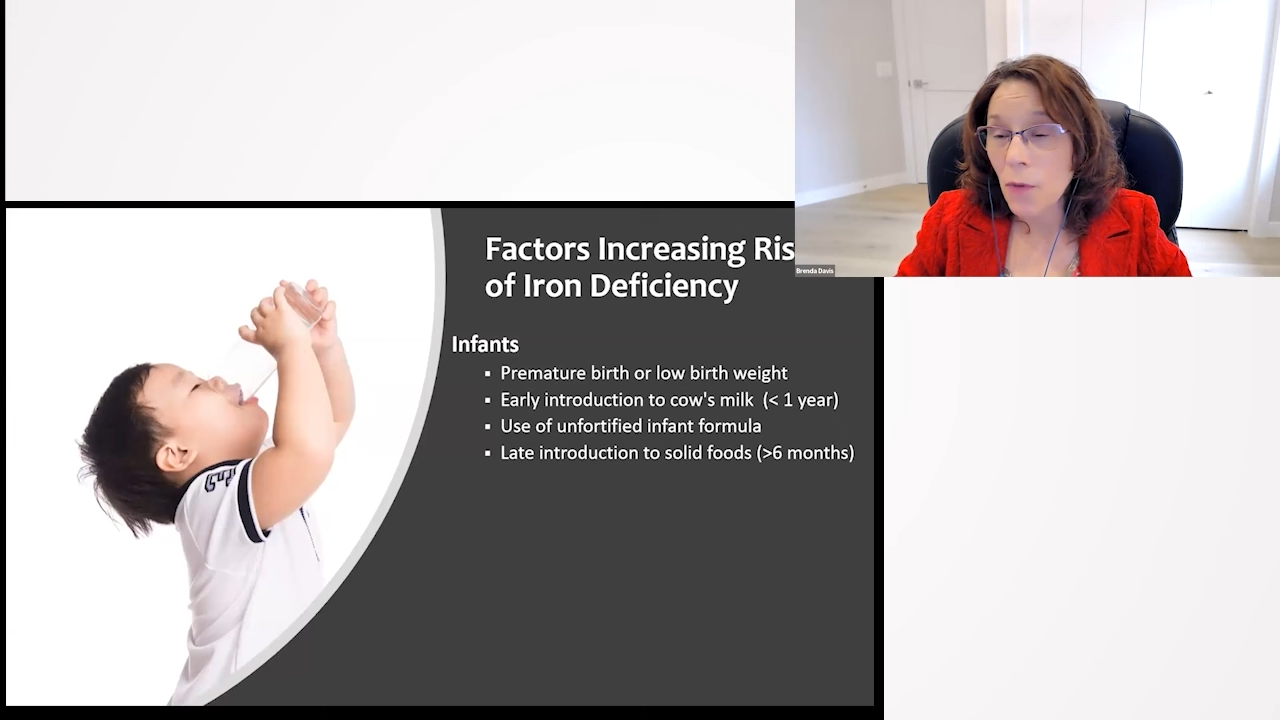 Factors Increasing Ris
of Iron Deficiency
Infants
▪ Premature birth or low birth weight
▪ Early introduction to cow's milk (< 1 year)
▪ Use of unfortified infant formula
▪ Late introduction to solid foods (>6 months)
Brenda Davis